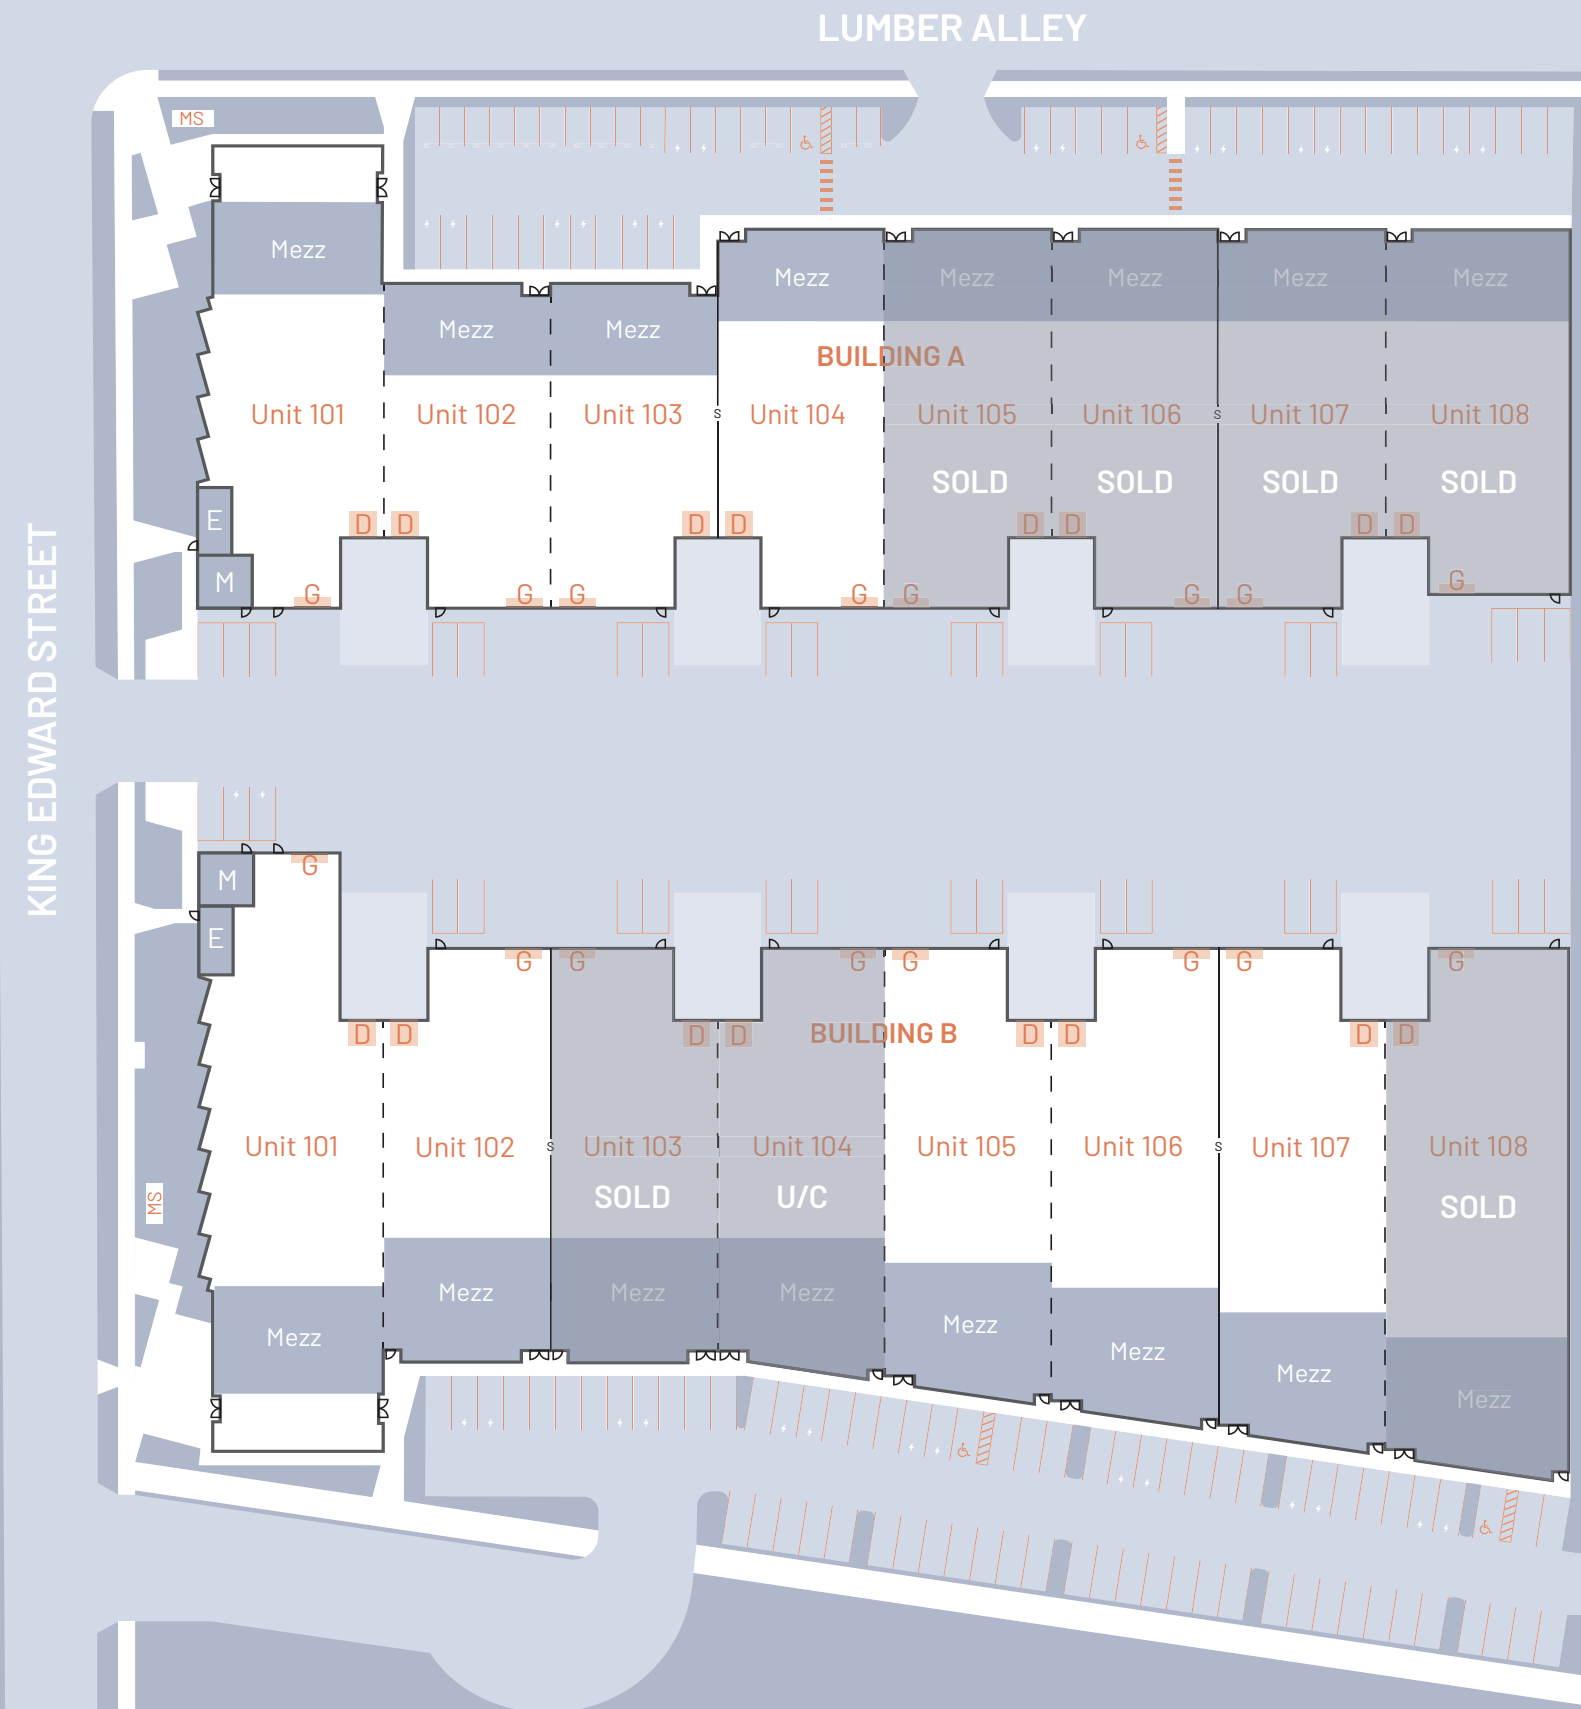 LUMBER ALLEY
MS
Mezz
Mezz
Mezz
Mezz
Mezz
Mezz
Mezz
Mezz
BUILDING A
Unit 101
Unit 102
Unit 103
S
Unit 104
Unit 105
Unit 106
S
Unit 107
Unit 108
SOLD
SOLD
SOLD
SOLD
E
D
D
D
D
D
D
D
D
M
G
G
G
G
G
G
G
G
KING EDWARD STREET
M
G
E
G
G
G
G
G
G
G
D
D
D
D
BUILDING B
D
D
D
D
Unit 101
Unit 102
S
Unit 103
Unit 104
Unit 105
Unit 106
S
Unit 107
Unit 108
MS
SOLD
U/C
SOLD
Mezz
Mezz
Mezz
Mezz
Mezz
Mezz
Mezz
Mezz